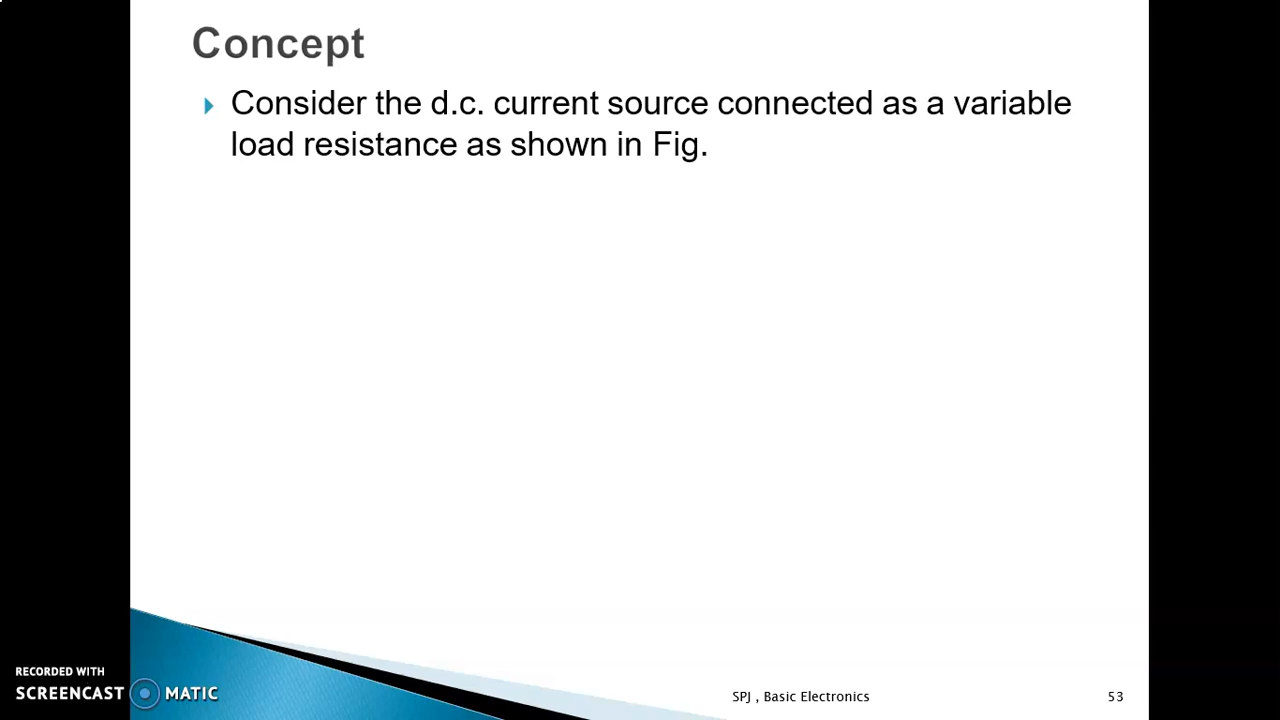 Concept
Consider the d.c. current source connected as a variable
load resistance as shown in Fig.
RECORDED WITH
SCREENCAST MATIC
SPJ , Basic Electronics
53